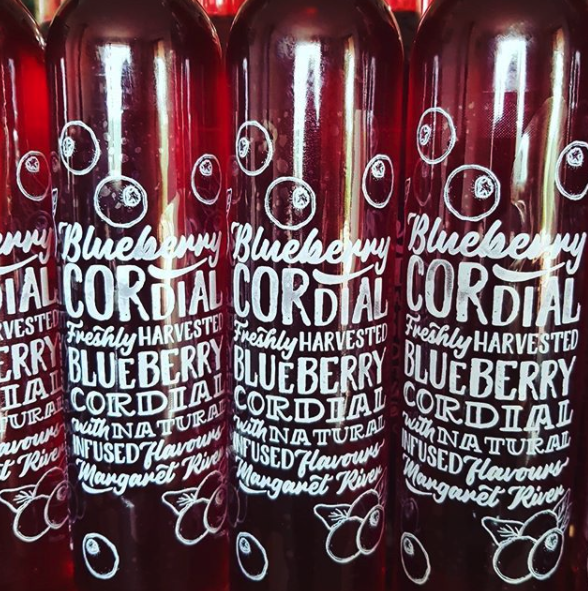 Blueberry
CORDIAL
Freshly HARVESTED
BLUEBERRY
CORDIAL
with NATURAL
INFUSED flavours
Margaret River
Blueberry
CORDIAL
Freshly HARVESTED
BLUEBERRY
CORDIAL
with NATURAL
INFUSED flavours
Margaret River
Blueberry
CORDIAL
Freshly HARVESTED
BLUEBERRY
CORDIAL
with NATURAL
INFUSED flavours
Margaret River